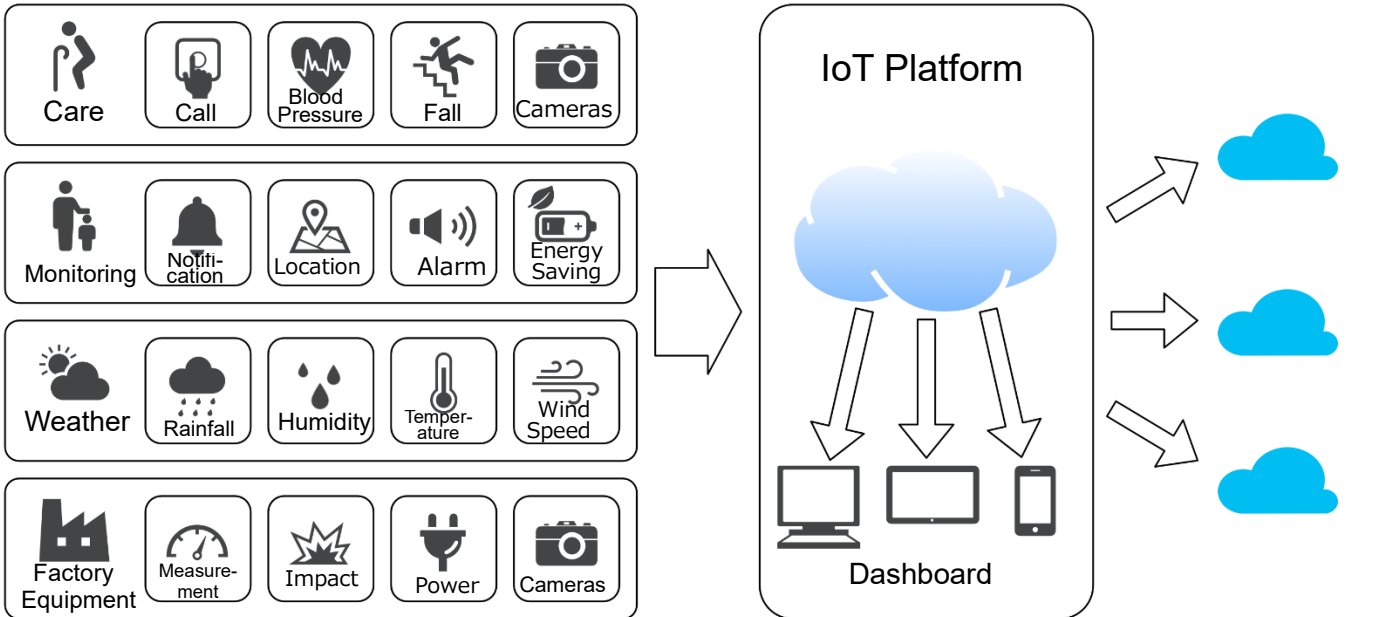 Care
Call
Blood
Pressure
Fall
Cameras
Monitoring
Notifi-
cation
Location
Alarm
Energy
Saving
Weather
Rainfall
Humidity
Temper-
ature
Wind
Speed
Factory
Equipment
Measure-
ment
Impact
Power
Cameras
IoT Platform
Dashboard